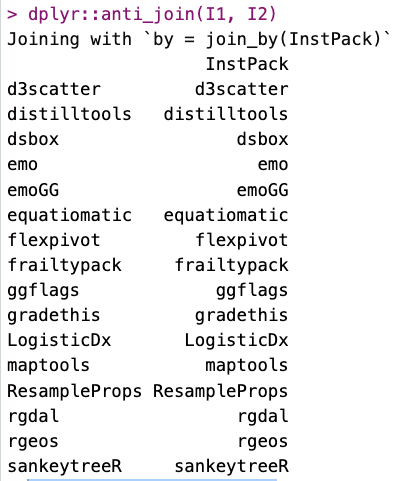 > dplyr::anti_join(I1, I2)
Joining with `by = join_by(InstPack)`
InstPack
d3scatter d3scatter
distilltools distilltools
dsbox dsbox
emo emo
emoGG emoGG
equatiomatic equatiomatic
flexpivot flexpivot
frailtypack frailtypack
ggflags ggflags
gradethis gradethis
LogisticDx LogisticDx
maptools maptools
ResampleProps ResampleProps
rgdal rgdal
rgeos rgeos
sankeytreeR sankeytreeR